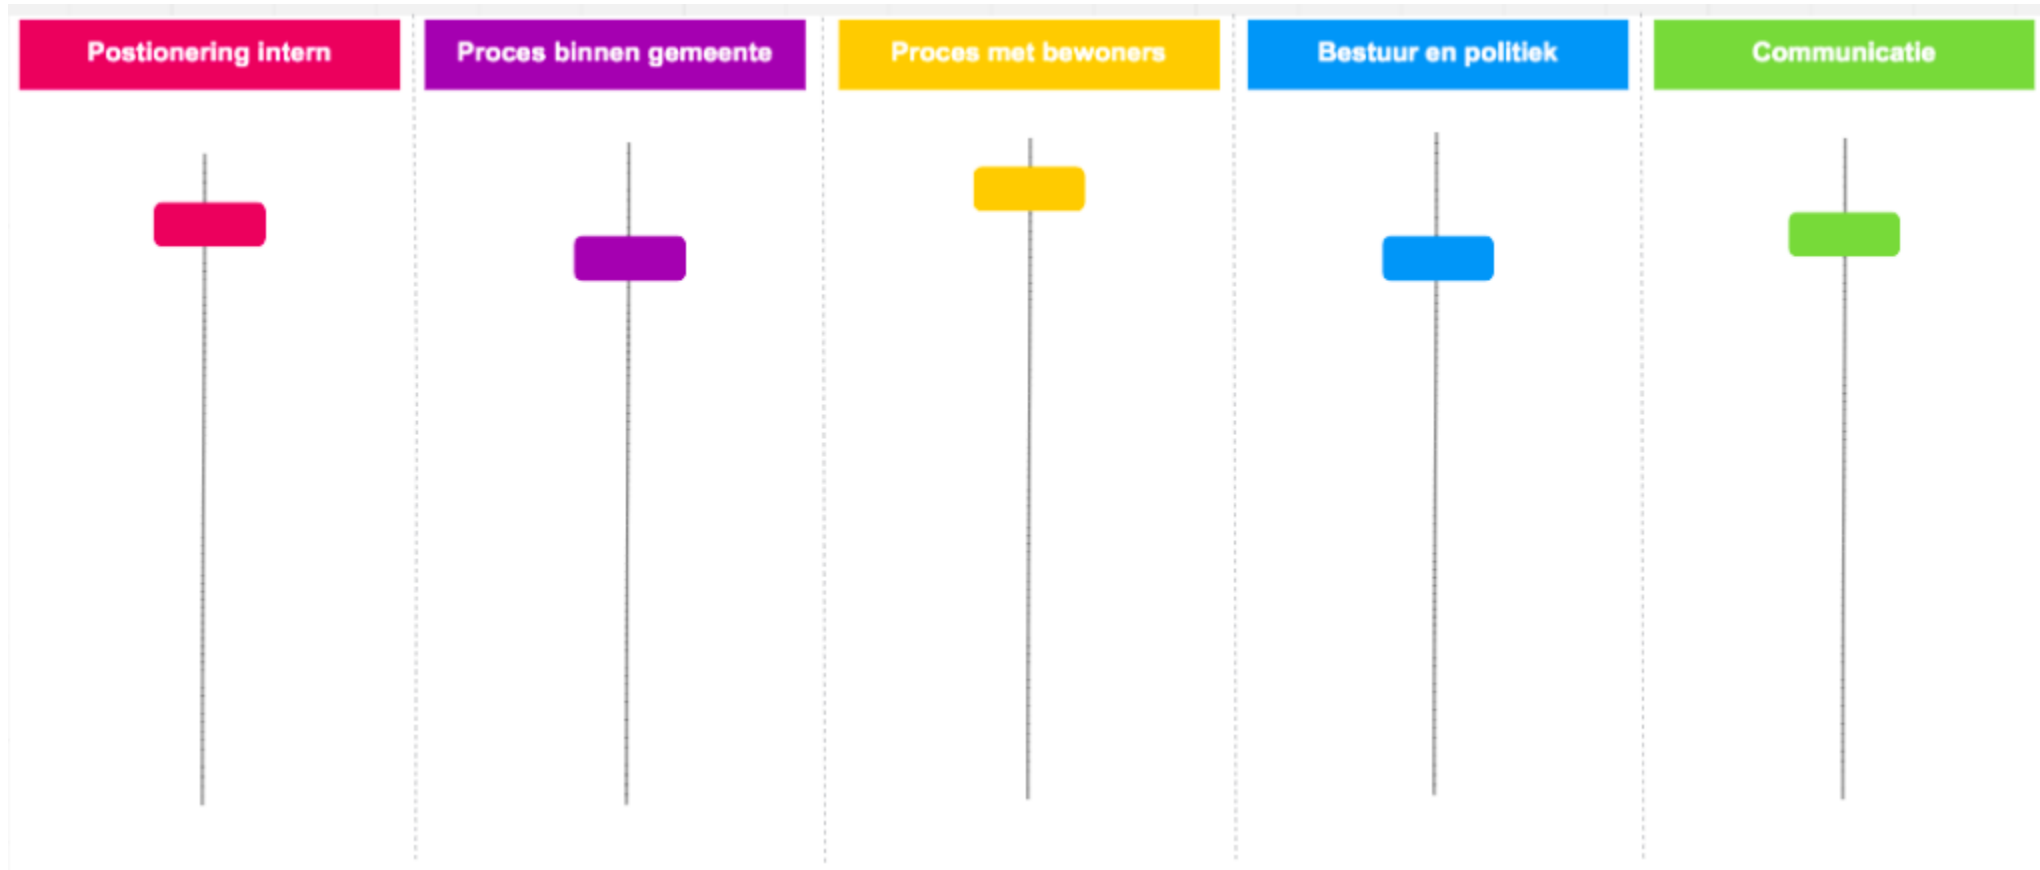 Postionering intern
Proces binnen gemeente
Proces met bewoners
Bestuur en politiek
Communicatie